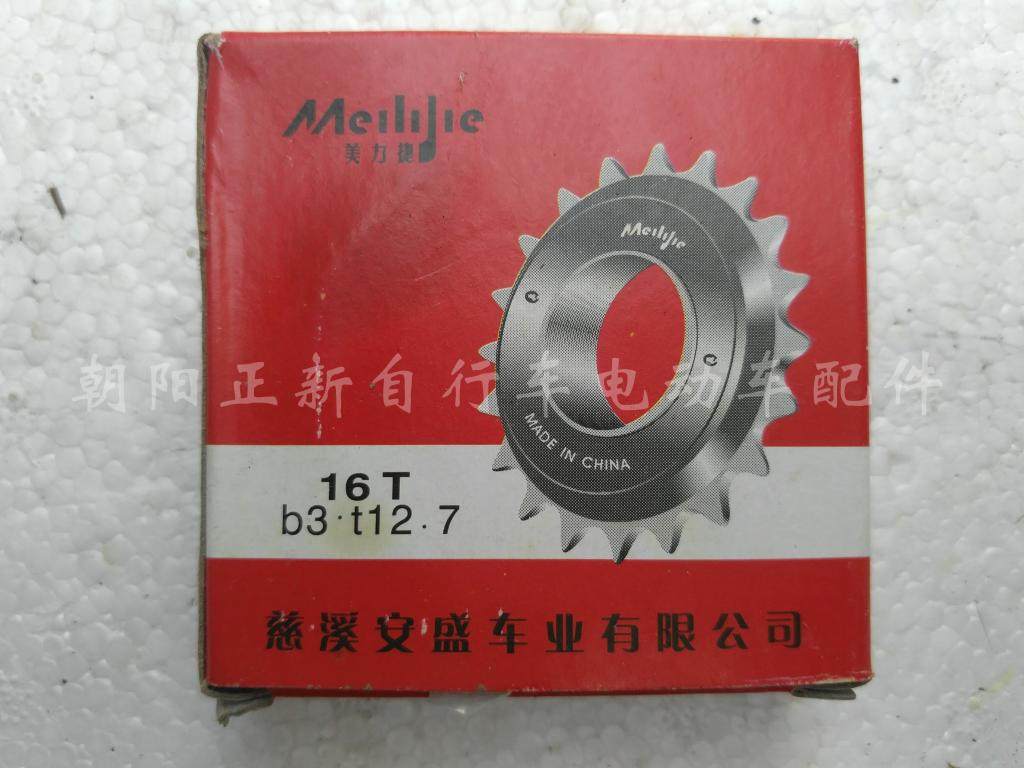 Meilijie
美力捷
Meilijie
朝阳正新自行车电动车配件
MADE IN CHINA
16T
b3·t12.7
慈溪安盛车业有限公司